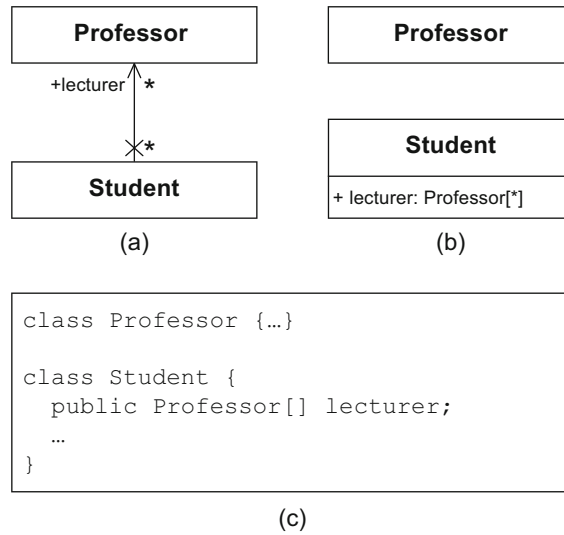 Professor
+lecturer *
*
Student
(a)
Professor
Student
+ lecturer: Professor[*]
(b)
class Professor {…}
class Student {
public Professor[] lecturer;
…
}
(c)